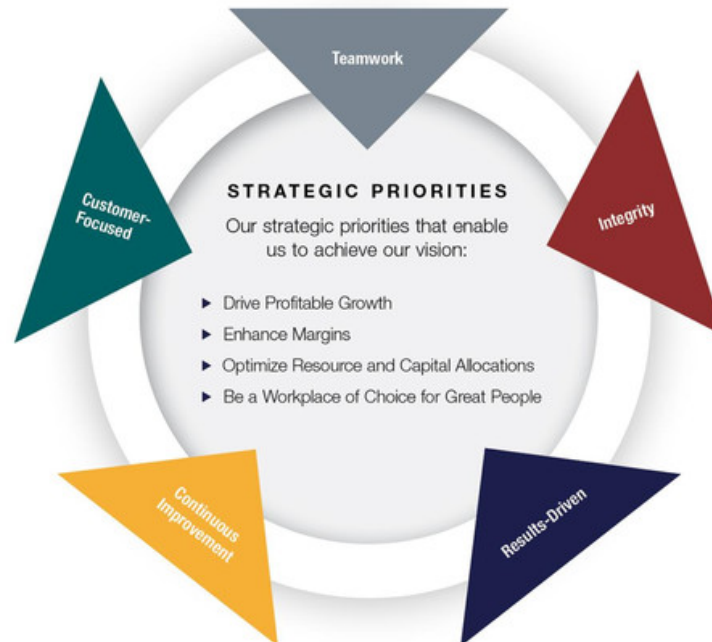 Teamwork
Customer-
Focused
Integrity
STRATEGIC PRIORITIES
Our strategic priorities that enable
us to achieve our vision:
Drive Profitable Growth
Enhance Margins
Optimize Resource and Capital Allocations
Be a Workplace of Choice for Great People
Continuous
Improvement
Results-Driven